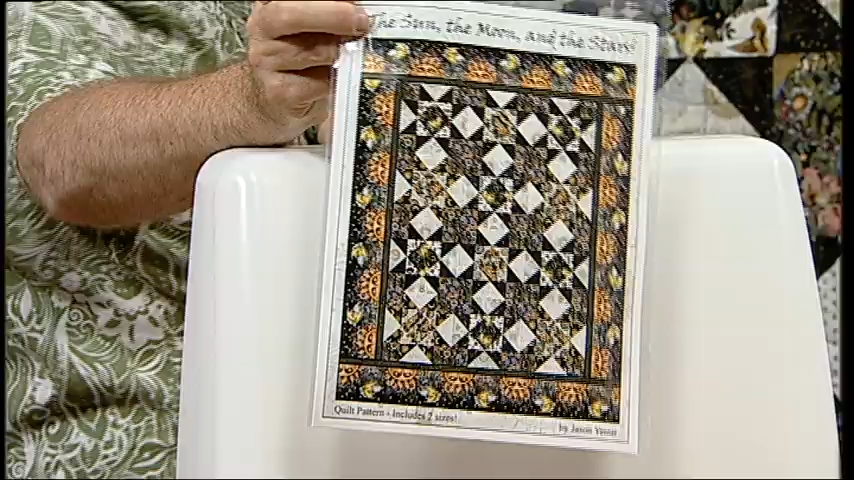 The Sun, the Moon, and the Stars!
Quilt Pattern - Includes 2 sizes!
by Jason Yenter